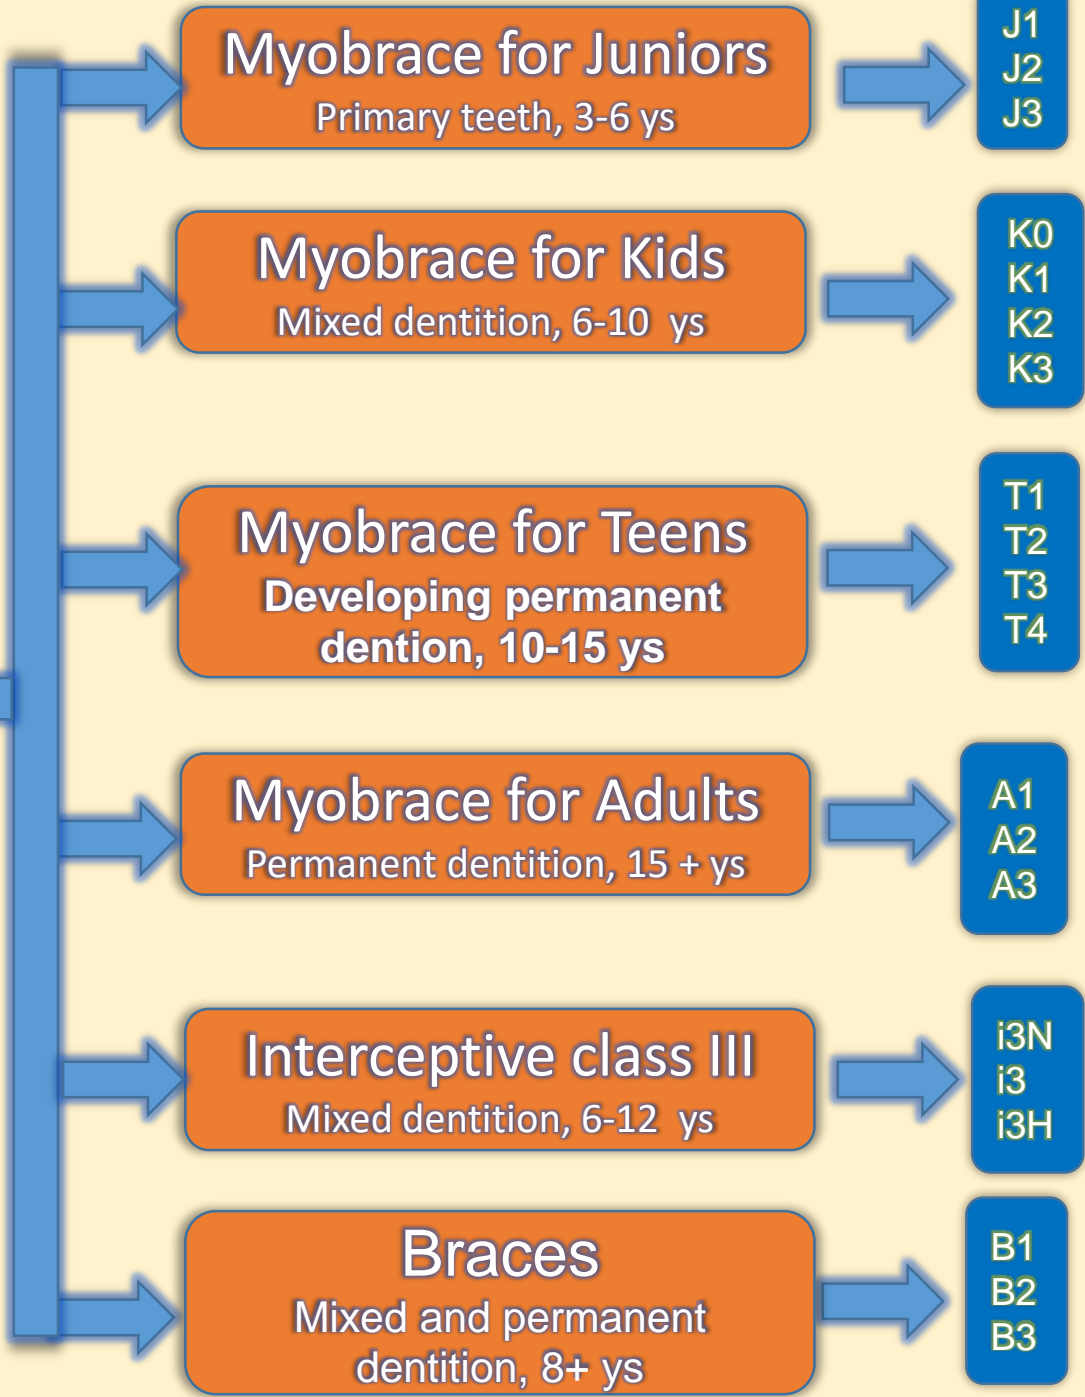 Myobrace for Juniors
Primary teeth, 3-6 ys
J1
J2
J3
Myobrace for Kids
Mixed dentition, 6-10 ys
K0
K1
K2
K3
Myobrace for Teens
Developing permanent
dention, 10-15 ys
T1
T2
T3
T4
Myobrace for Adults
Permanent dentition, 15 + ys
A1
A2
A3
Interceptive class III
Mixed dentition, 6-12 ys
i3N
i3
i3H
Braces
Mixed and permanent
dentition, 8+ ys
B1
B2
B3